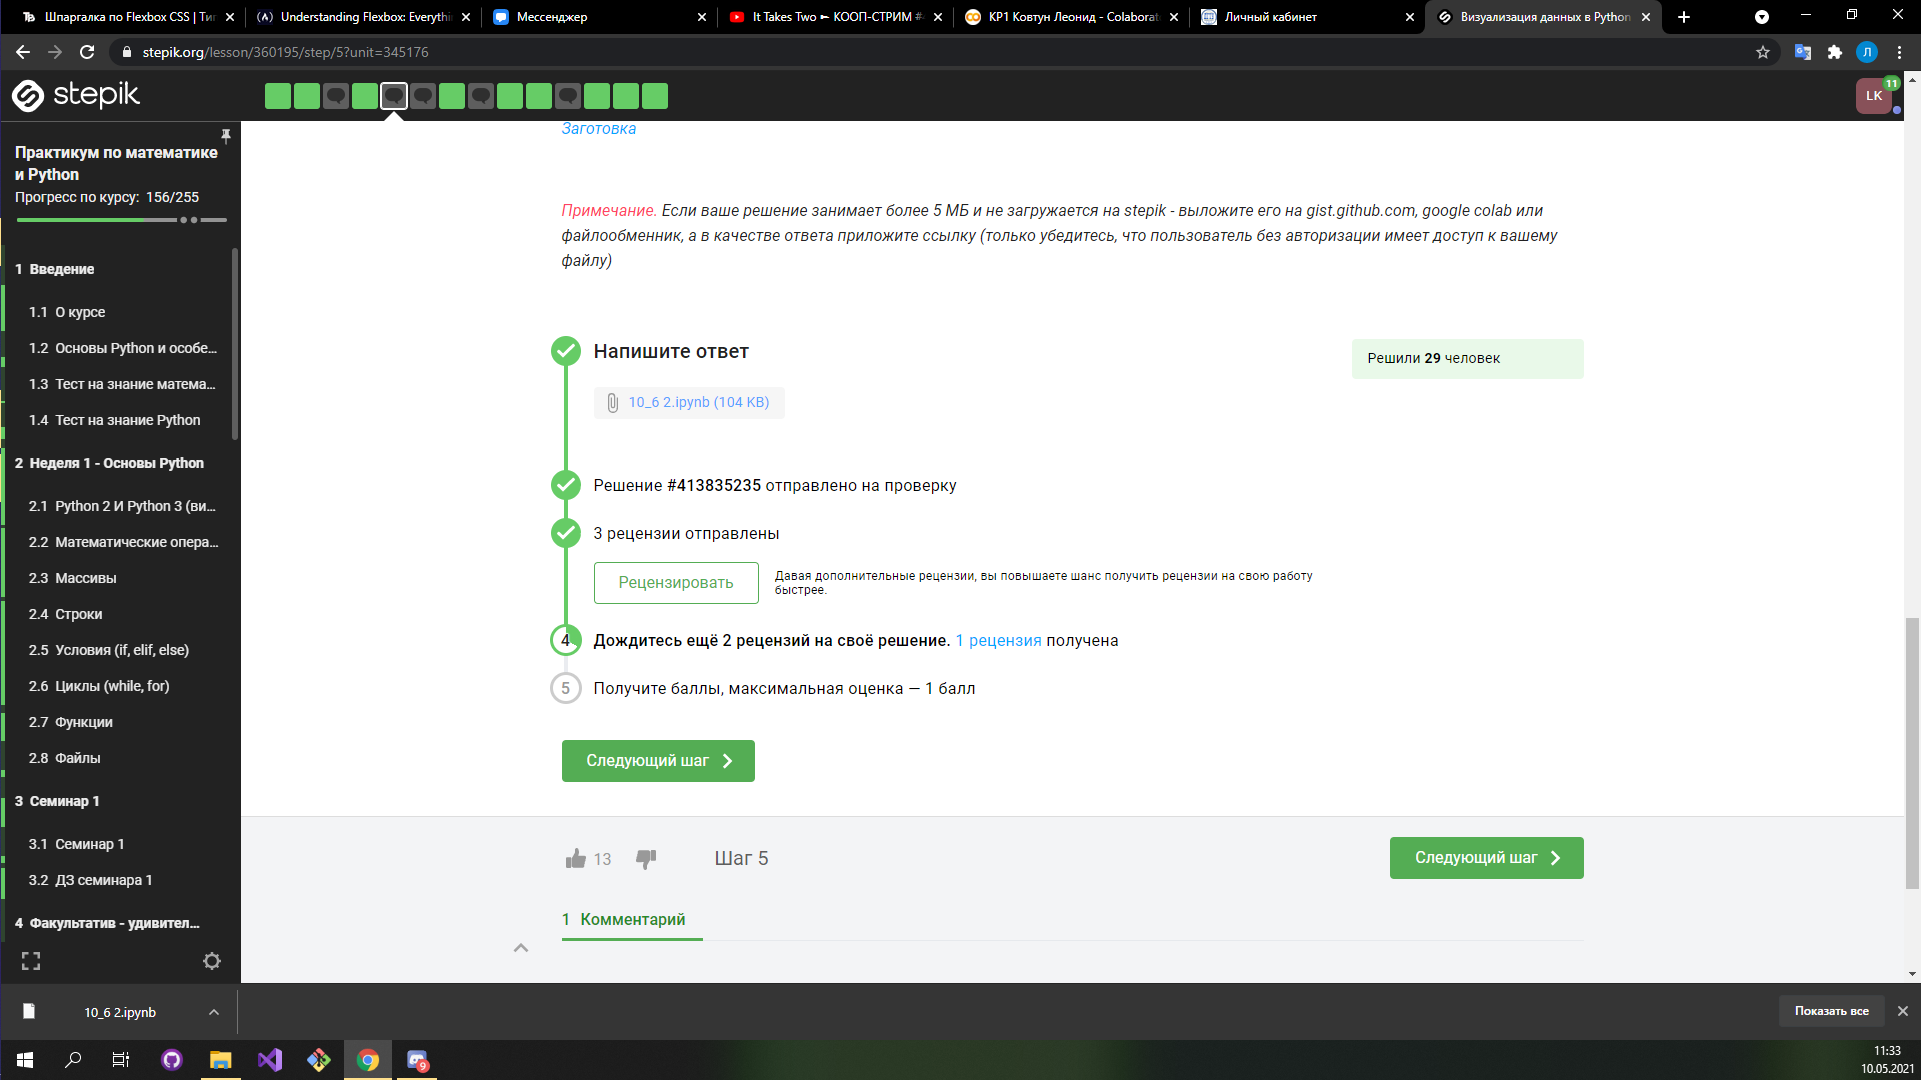 Шпаргалка по Flexbox CSS | Ти
Understanding Flexbox: Everythi
Мессенджер
It Takes Two ► КООП-СТРИМ #
КР1 Ковтун Леонид - Colaborat
Личный кабинет
Визуализация данных в Python
stepik.org/lesson/360195/step/5?unit=345176
Л
stepik
LK
11
Практикум по математике
и Python
Прогресс по курсу: 156/255
1 Введение
1.1 О курсе
1.2 Основы Python и особе...
1.3 Тест на знание матема...
1.4 Тест на знание Python
2 Неделя 1 - Основы Python
2.1 Python 2 И Python 3 (ви...
2.2 Математические опера...
2.3 Массивы
2.4 Строки
2.5 Условия (if, elif, else)
2.6 Циклы (while, for)
2.7 Функции
2.8 Файлы
3 Семинар 1
3.1 Семинар 1
3.2 ДЗ семинара 1
4 Факультатив - удивител...
Заготовка
Примечание. Если ваше решение занимает более 5 МБ и не загружается на stepik - выложите его на gist.github.com, google colab или
файлообменник, а в качестве ответа приложите ссылку (только убедитесь, что пользователь без авторизации имеет доступ к вашему
файлу)
Напишите ответ
Решили 29 человек
10_6 2.ipynb (104 KB)
Решение #413835235 отправлено на проверку
3 рецензии отправлены
Рецензировать
Давая дополнительные рецензии, вы повышаете шанс получить рецензии на свою работу
быстрее.
4 Дождитесь ещё 2 рецензий на своё решение. 1 рецензия получена
5 Получите баллы, максимальная оценка — 1 балл
Следующий шаг
13
Шаг 5
Следующий шаг
1 Комментарий
10_6 2.ipynb
Показать все
9
11:33
10.05.2021